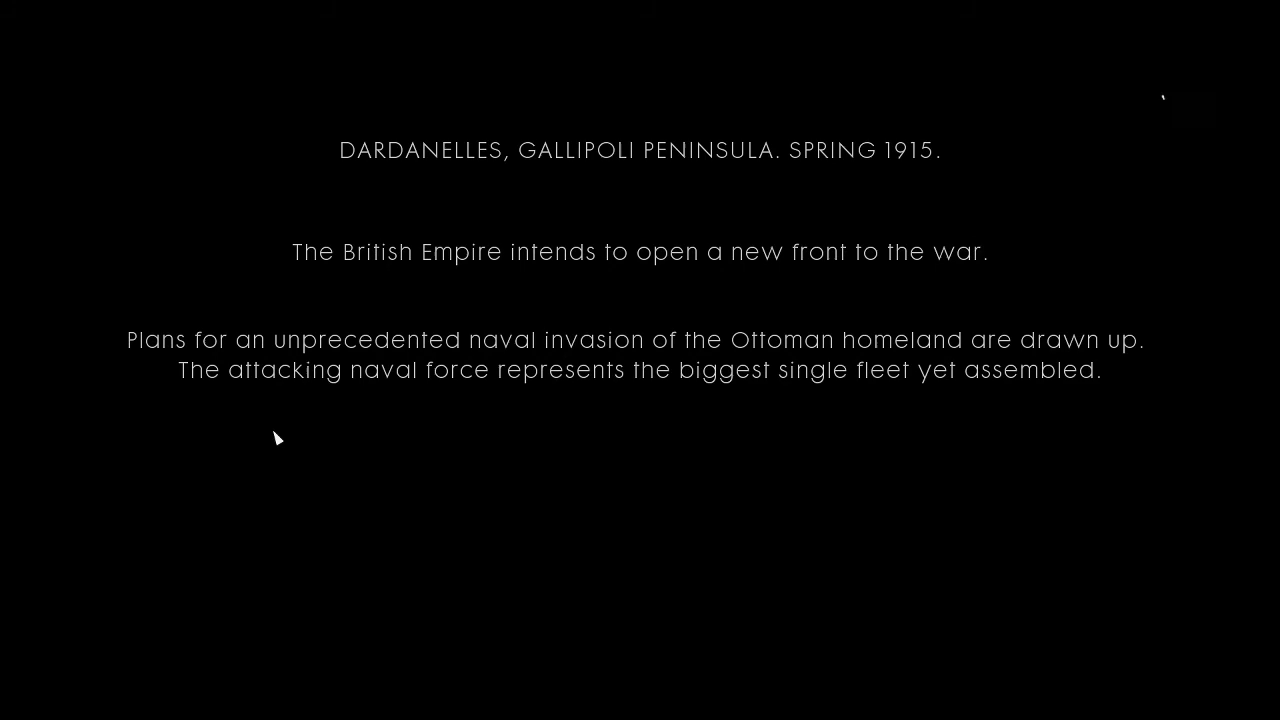 DARDANELLES, GALLIPOLI PENINSULA. SPRING 1915.
The British Empire intends to open a new front to the war.
Plans for an unprecedented naval invasion of the Ottoman homeland are drawn up.
The attacking naval force represents the biggest single fleet yet assembled.